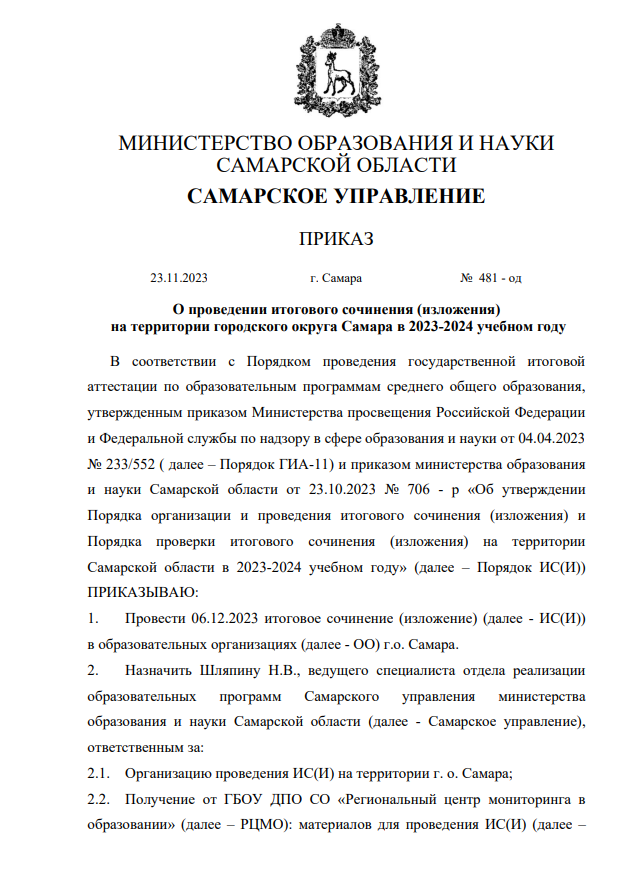 МИНИСТЕРСТВО ОБРАЗОВАНИЯ И НАУКИ
САМАРСКОЙ ОБЛАСТИ
САМАРСКОЕ УПРАВЛЕНИЕ
ПРИКАЗ
23.11.2023 г. Самара № 481 - од
О проведении итогового сочинения (изложения)
на территории городского округа Самара в 2023-2024 учебном году
В соответствии с Порядком проведения государственной итоговой
аттестации по образовательным программам среднего общего образования,
утвержденным приказом Министерства просвещения Российской Федерации
и Федеральной службы по надзору в сфере образования и науки от 04.04.2023
№ 233/552 ( далее – Порядок ГИА-11) и приказом министерства образования
и науки Самарской области от 23.10.2023 № 706 - р «Об утверждении
Порядка организации и проведения итогового сочинения (изложения) и
Порядка проверки итогового сочинения (изложения) на территории
Самарской области в 2023-2024 учебном году» (далее – Порядок ИС(И))
ПРИКАЗЫВАЮ:
1. Провести 06.12.2023 итоговое сочинение (изложение) (далее - ИС(И))
в образовательных организациях (далее - ОО) г.о. Самара.
2. Назначить Шляпину Н.В., ведущего специалиста отдела реализации
образовательных программ Самарского управления министерства
образования и науки Самарской области (далее - Самарское управление),
ответственным за:
2.1. Организацию проведения ИС(И) на территории г. о. Самара;
2.2. Получение от ГБОУ ДПО СО «Региональный центр мониторинга в
образовании» (далее – РЦМО): материалов для проведения ИС(И) (далее –